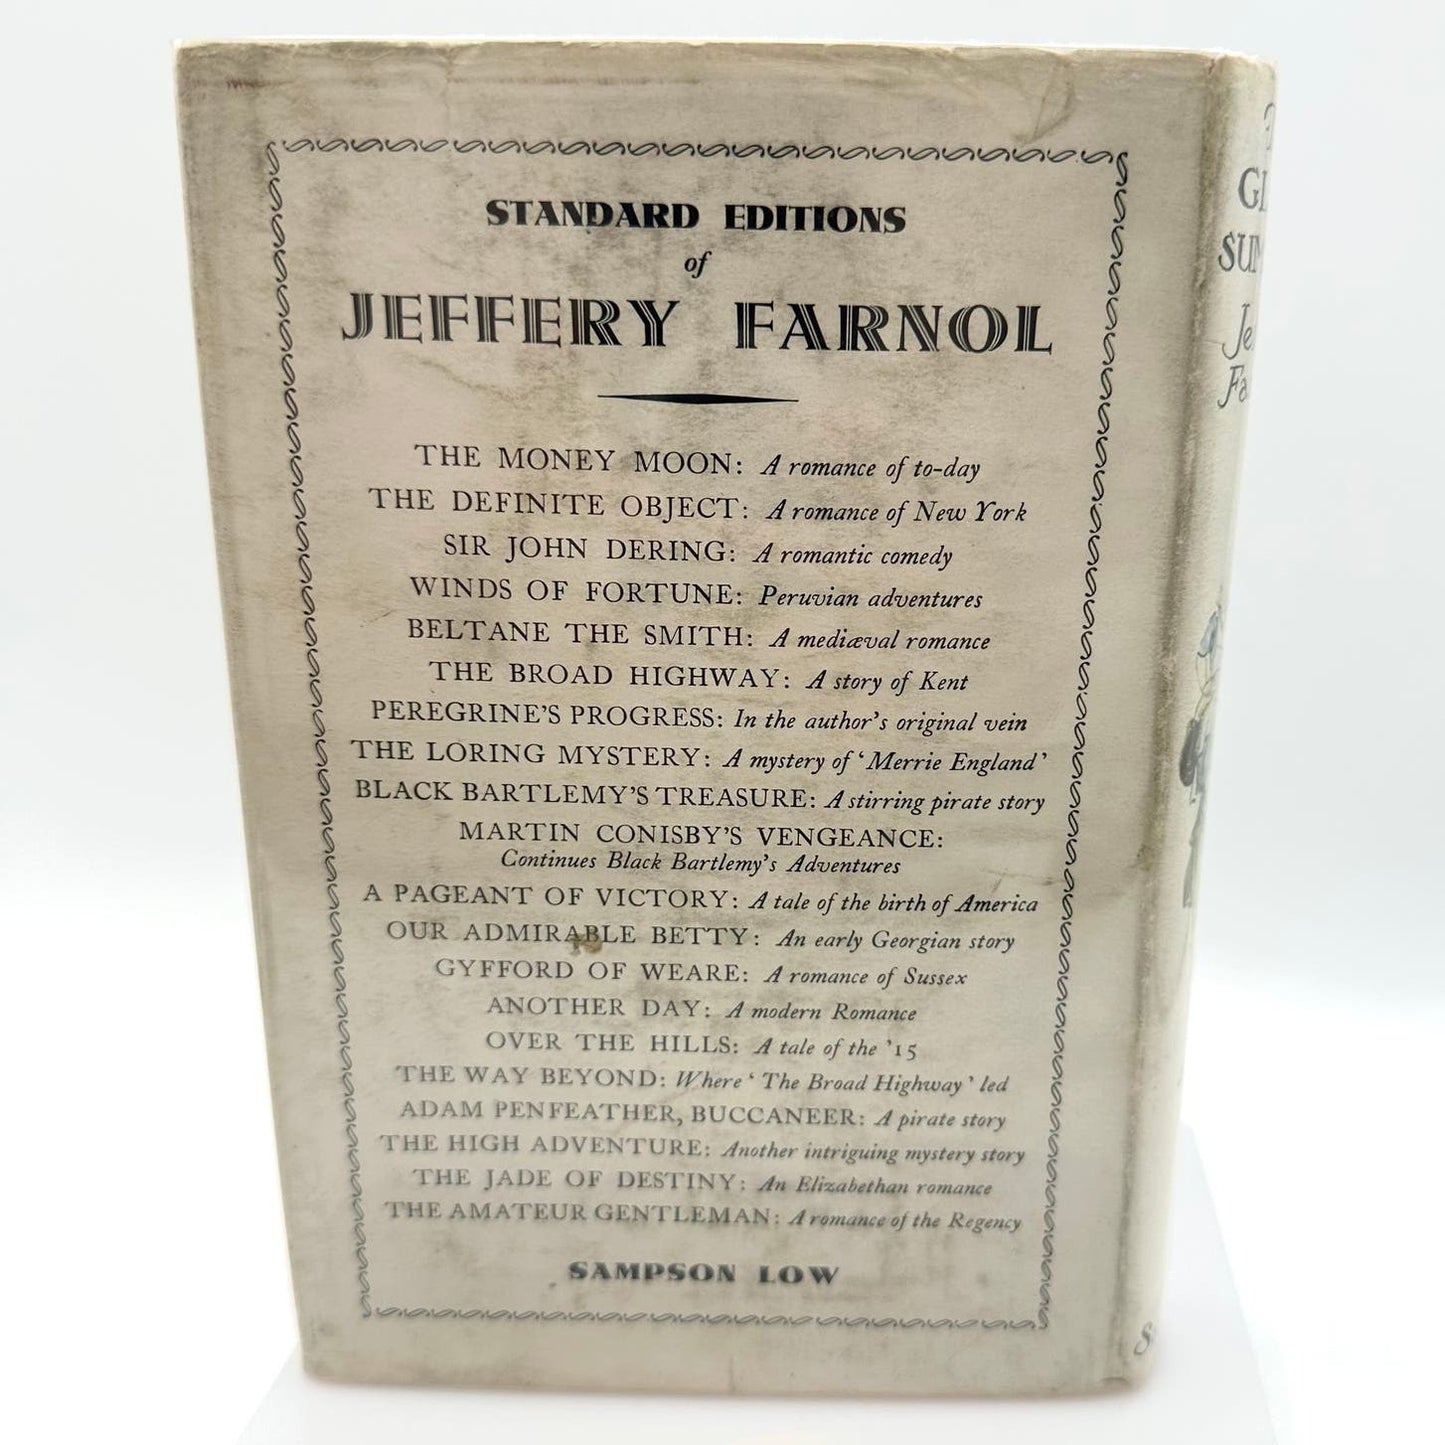 STANDARD EDITIONS
of
JEFFERY FARNOL
THE MONEY MOON: A romance of to-day
THE DEFINITE OBJECT: A romance of New York
SIR JOHN DERING: A romantic comedy
WINDS OF FORTUNE: Peruvian adventures
BELTANE THE SMITH: A mediæval romance
THE BROAD HIGHWAY: A story of Kent
PEREGRINE'S PROGRESS: In the author's original vein
THE LORING MYSTERY: A mystery of ‘Merrie England’
BLACK BARTLEMY'S TREASURE: A stirring pirate story
MARTIN CONISBY'S VENGEANCE:
Continues Black Bartlemy's Adventures
A PAGEANT OF VICTORY: A tale of the birth of America
OUR ADMIRABLE BETTY: An early Georgian story
GYFFORD OF WEARE: A romance of Sussex
ANOTHER DAY: A modern Romance
OVER THE HILLS: A tale of the ’15
THE WAY BEYOND: Where ‘The Broad Highway’ led
ADAM PENFEATHER, BUCCANEER: A pirate story
THE HIGH ADVENTURE: Another intriguing mystery story
THE JADE OF DESTINY: An Elizabethan romance
THE AMATEUR GENTLEMAN: A romance of the Regency
SAMPSON LOW